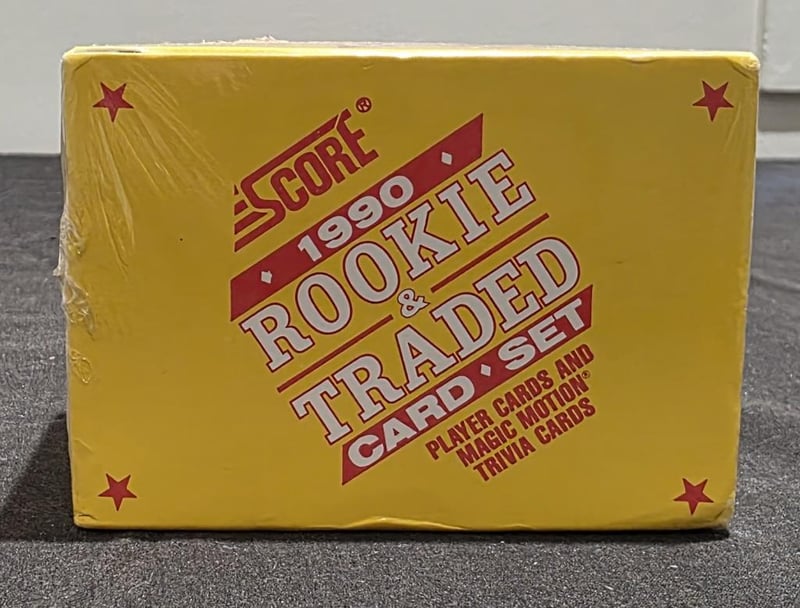 SCORE®
1990
ROOKIE
&
TRADED
CARD · SET
PLAYER CARDS AND
MAGIC MOTION®
TRIVIA CARDS